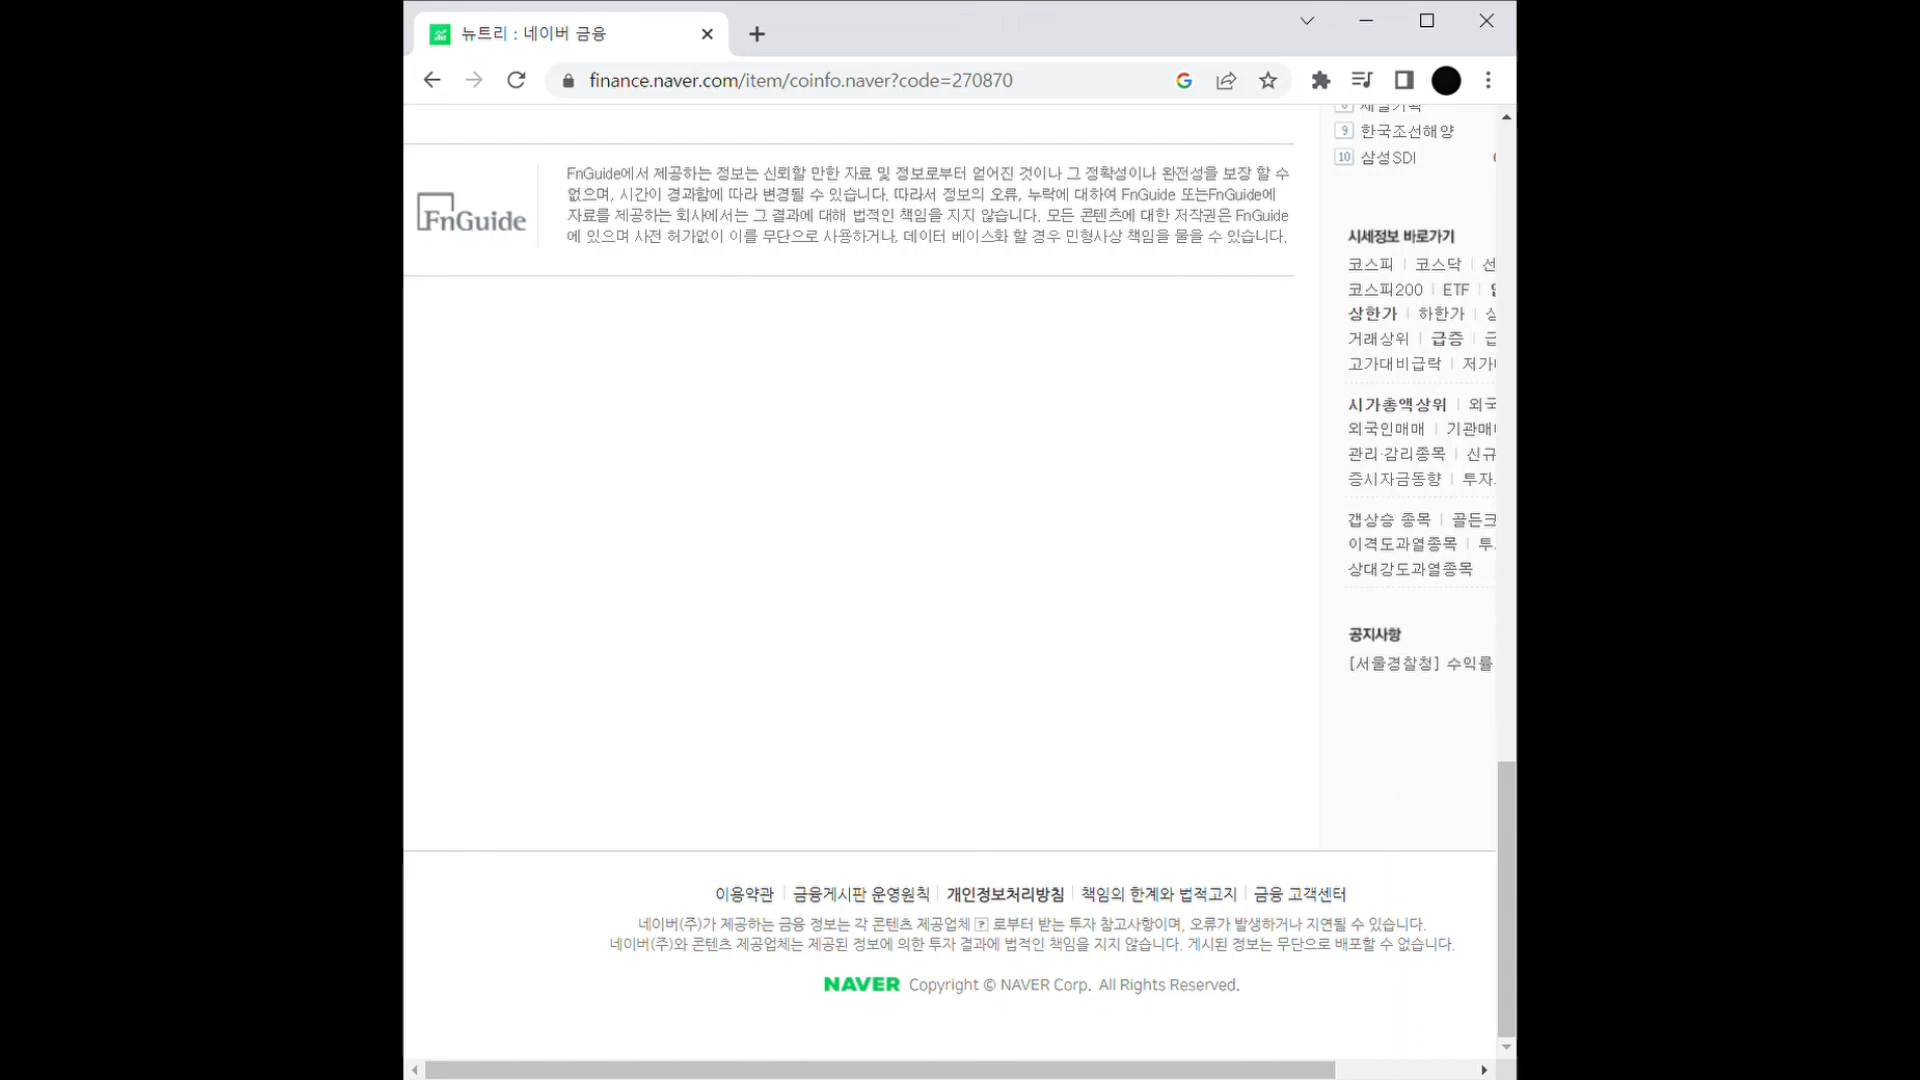 뉴트리 : 네이버 금융
finance.naver.com/item/coinfo.naver?code=270870
9 한국조선해양
10 삼성SDI
FnGuide
FnGuide에서 제공하는 정보는 신뢰할 만한 자료 및 정보로부터 얻어진 것이나 그 정확성이나 완전성을 보장 할 수
없으며, 시간이 경과함에 따라 변경될 수 있습니다. 따라서 정보의 오류, 누락에 대하여 FnGuide 또는FnGuide에
자료를 제공하는 회사에서는 그 결과에 대해 법적인 책임을 지지 않습니다. 모든 콘텐츠에 대한 저작권은 FnGuide
에 있으며 사전 허가없이 이를 무단으로 사용하거나, 데이터 베이스화 할 경우 민형사상 책임을 물을 수 있습니다.
시세정보 바로가기
코스피 | 코스닥 | 선
코스피200 | ETF |
상한가 | 하한가 |
거래상위 | 급증 | 급
고가대비급락 | 저가
시가총액상위 | 외국
외국인매매 | 기관매
관리·감리종목 | 신규
증시자금동향 | 투자
갭상승 종목 | 골든크
이격도과열종목 | 투
상대강도과열종목
공지사항
[서울경찰청] 수익률
이용약관 | 금융게시판 운영원칙 | 개인정보처리방침 | 책임의 한계와 법적고지 | 금융 고객센터
네이버(주)가 제공하는 금융 정보는 각 콘텐츠 제공업체 ? 로부터 받는 투자 참고사항이며, 오류가 발생하거나 지연될 수 있습니다.
네이버(주)와 콘텐츠 제공업체는 제공된 정보에 의한 투자 결과에 법적인 책임을 지지 않습니다. 게시된 정보는 무단으로 배포할 수 없습니다.
NAVER Copyright © NAVER Corp. All Rights Reserved.